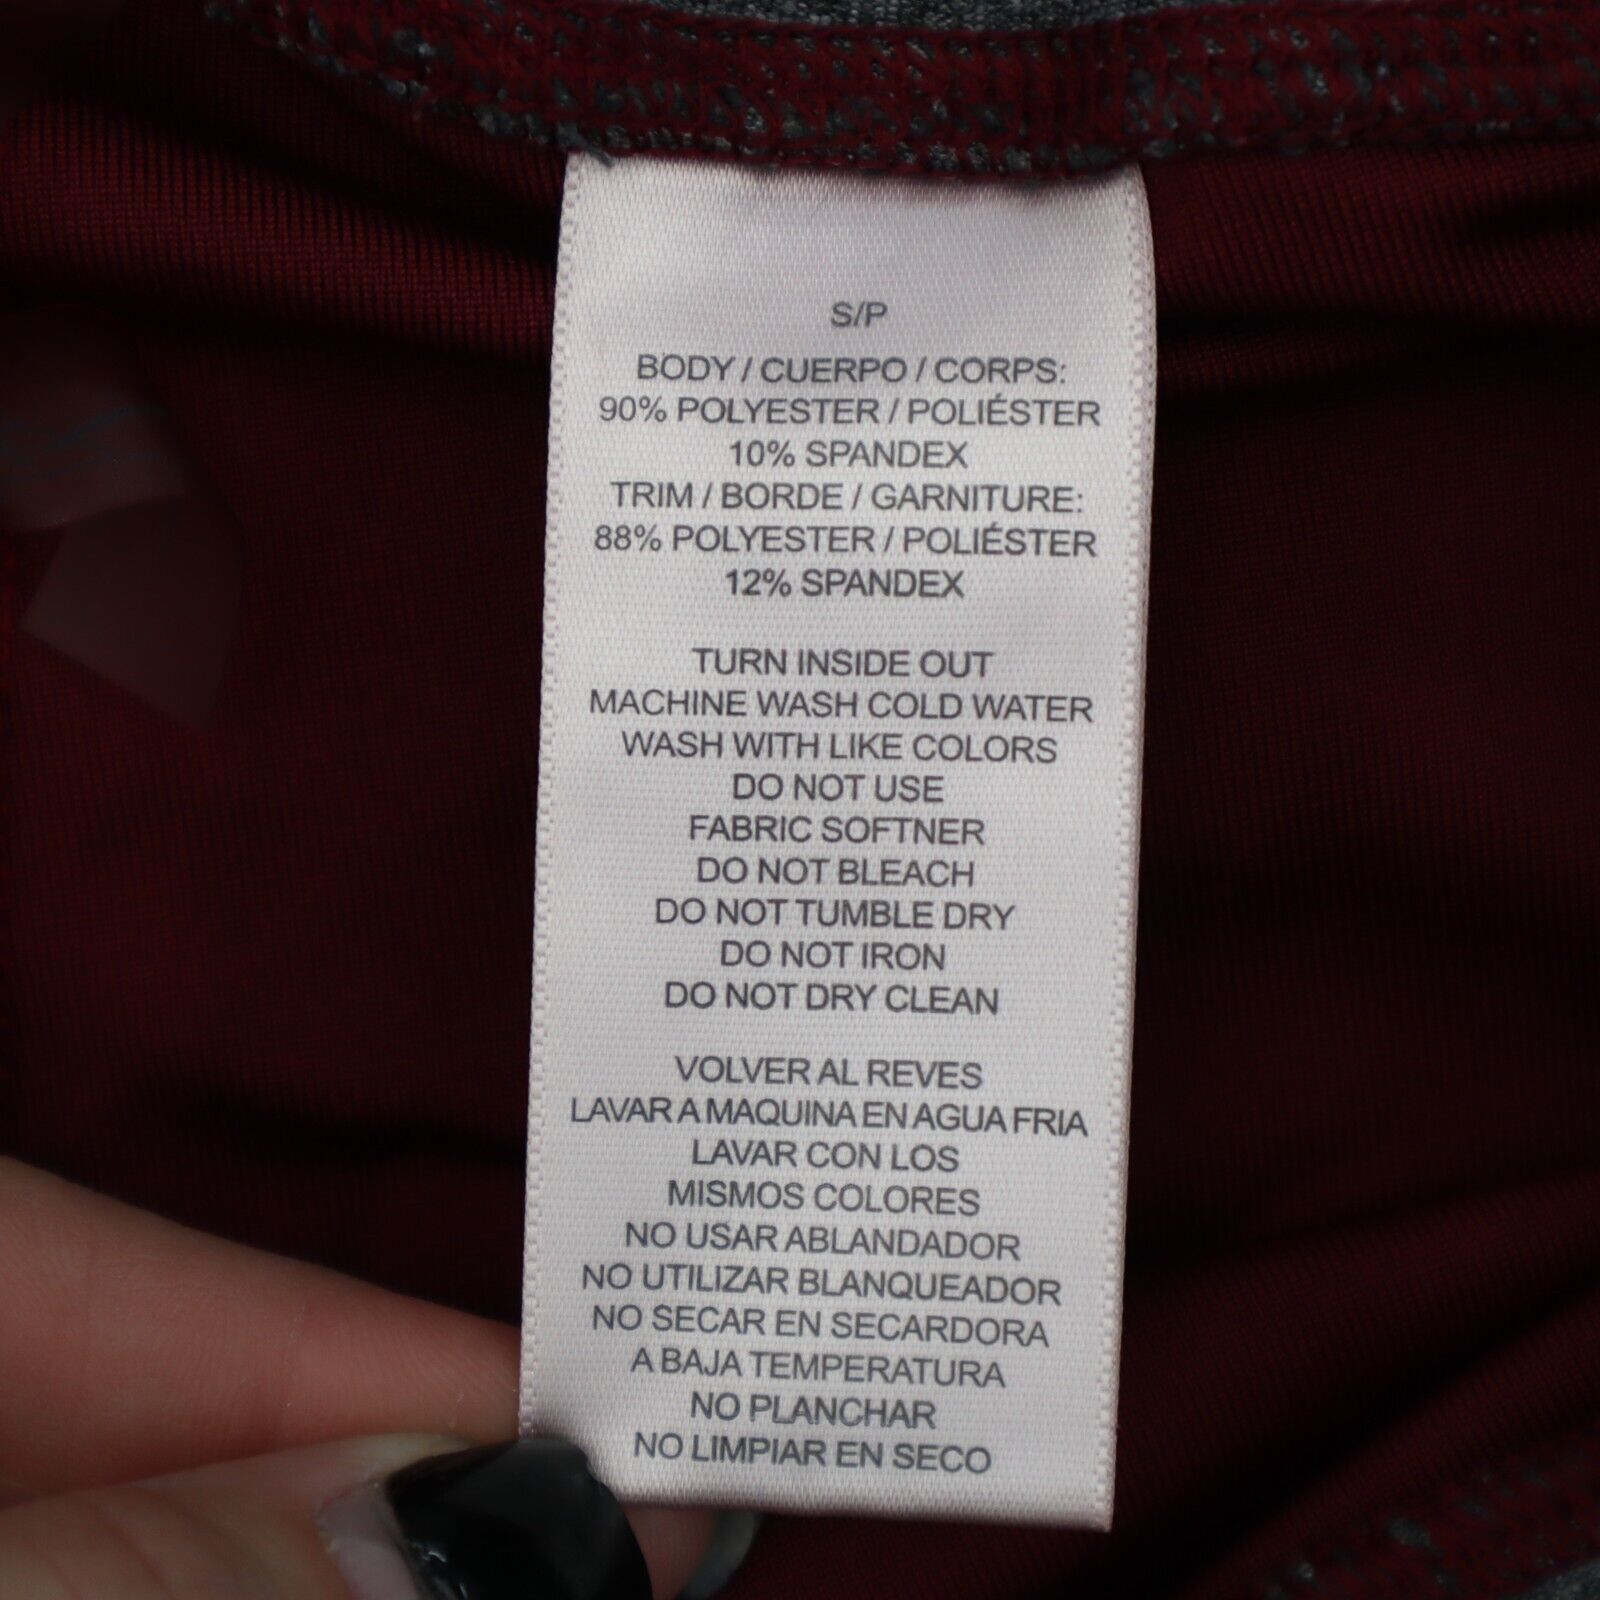 S/P
BODY / CUERPO / CORPS:
90% POLYESTER / POLIÉSTER
10% SPANDEX
TRIM / BORDE / GARNITURE:
88% POLYESTER / POLIÉSTER
12% SPANDEX
TURN INSIDE OUT
MACHINE WASH COLD WATER
WASH WITH LIKE COLORS
DO NOT USE
FABRIC SOFTNER
DO NOT BLEACH
DO NOT TUMBLE DRY
DO NOT IRON
DO NOT DRY CLEAN
VOLVER AL REVES
LAVAR A MAQUINA EN AGUA FRIA
LAVAR CON LOS
MISMOS COLORES
NO USAR ABLANDADOR
NO UTILIZAR BLANQUEADOR
NO SECAR EN SECARDORA
A BAJA TEMPERATURA
NO PLANCHAR
NO LIMPIAR EN SECO